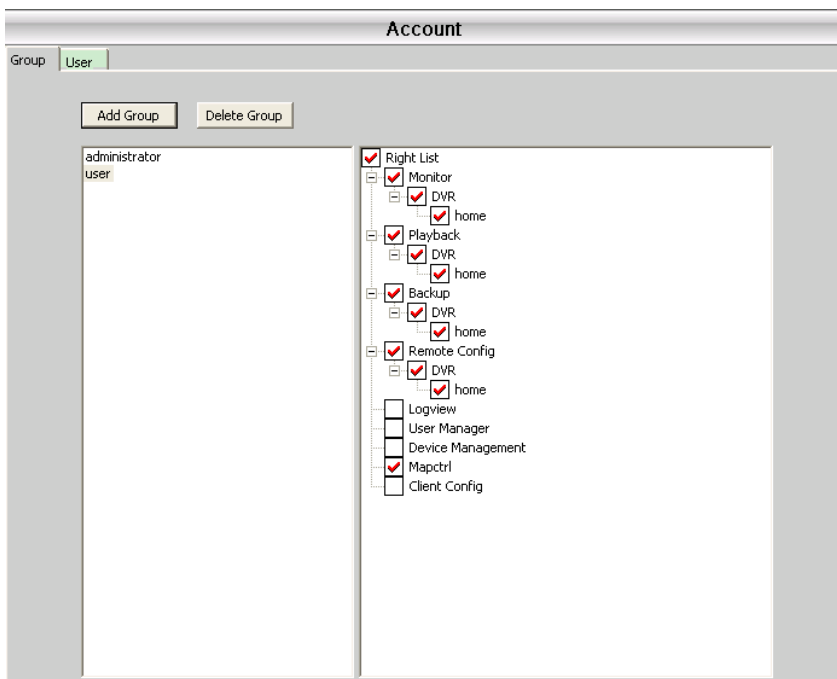 Account
Group User
Add Group Delete Group
administrator
user
Right List
Monitor
DVR
home
Playback
DVR
home
Backup
DVR
home
Remote Config
DVR
home
Logview
User Manager
Device Management
Mapctrl
Client Config